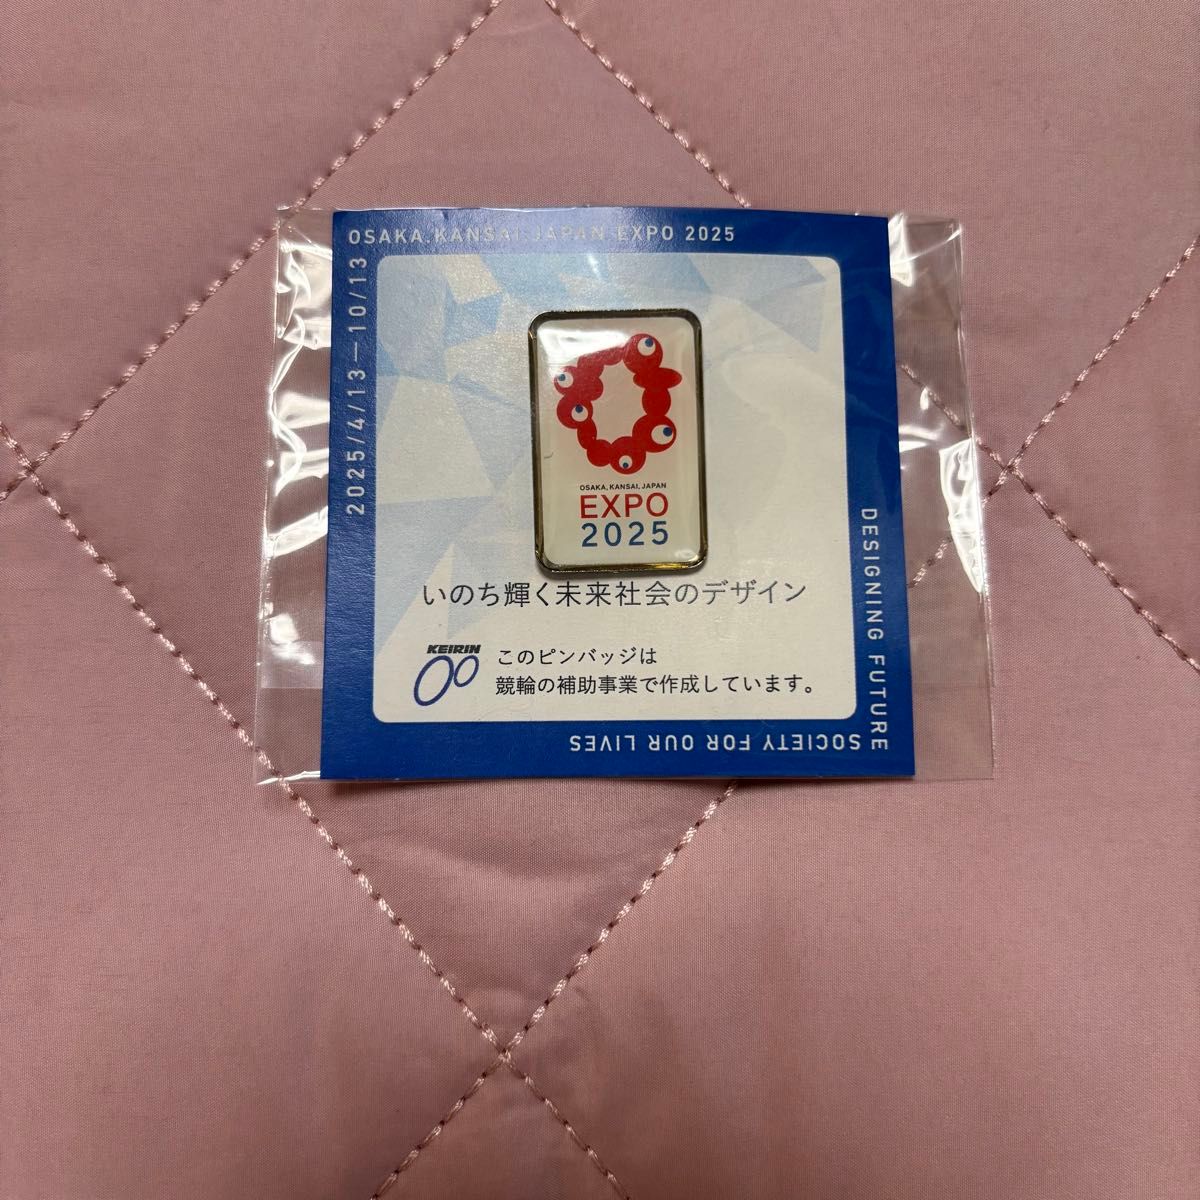 OSAKA, KANSAI, JAPAN EXPO 2025
2025/4/13—10/13
OSAKA, KANSAI, JAPAN
EXPO
2025
いのち輝く未来社会のデザイン
KEIRIN
このピンバッジは
競輪の補助事業で作成しています。
DESIGNING FUTURE
SOCIETY FOR OUR LIVES